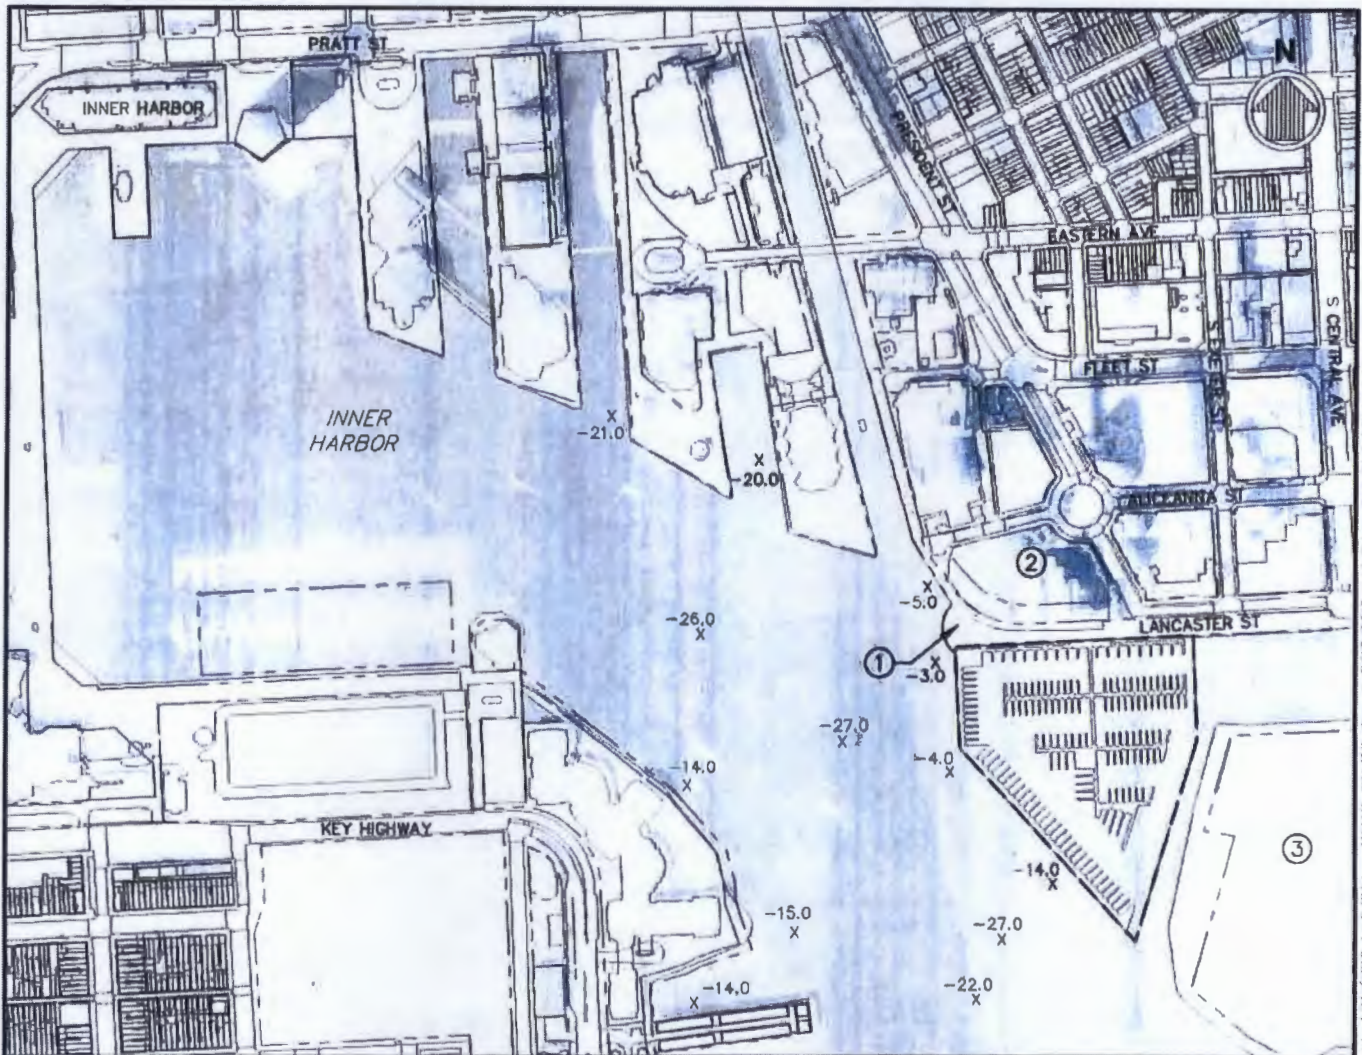 PRATT ST
N
INNER HARBOR
PRESIDENT ST
EASTERN AVE
S CENTRAL AVE
FLEET ST
INNER
HARBOR
-21.0
-20.0
ALICEANNA ST
②
-5.0
-26.0
LANCASTER ST
①
-3.0
-27.0
-4.0
-14.0
KEY HIGHWAY
③
-14.0
-15.0
-27.0
-22.0
-14.0